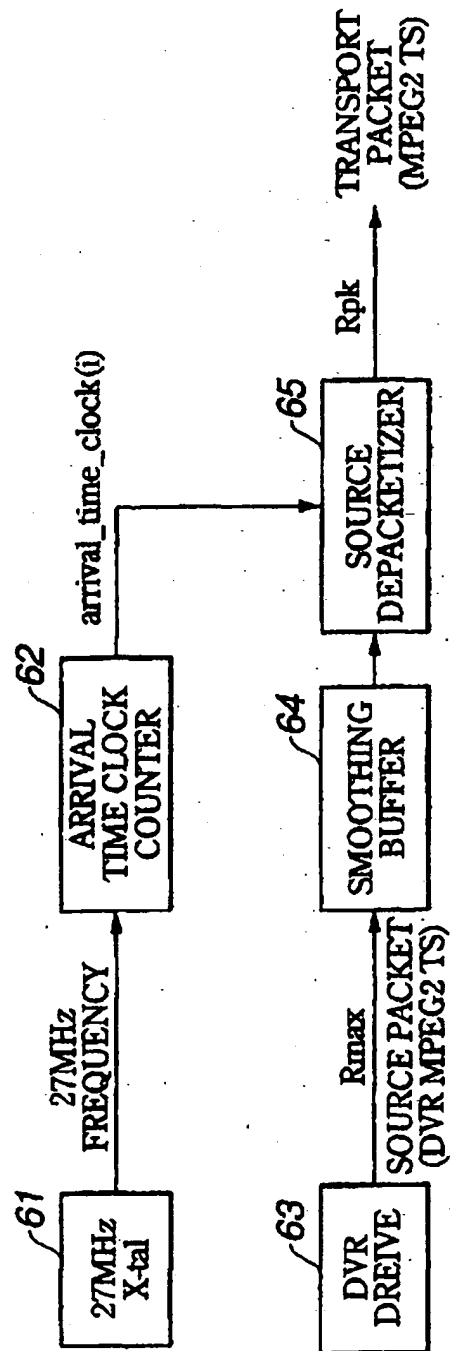 61
27MHz
X-tal
27MHz
FREQUENCY
62
ARRIVAL
TIME CLOCK
COUNTER
arrival_time_clock(i)
63
DVR
DREIVE
Rmax
SOURCE PACKET
(DVR MPEG2 TS)
64
SMOOTHING
BUFFER
65
SOURCE
DEPACKETIZER
Rpk
TRANSPORT
PACKET
(MPEG2 TS)